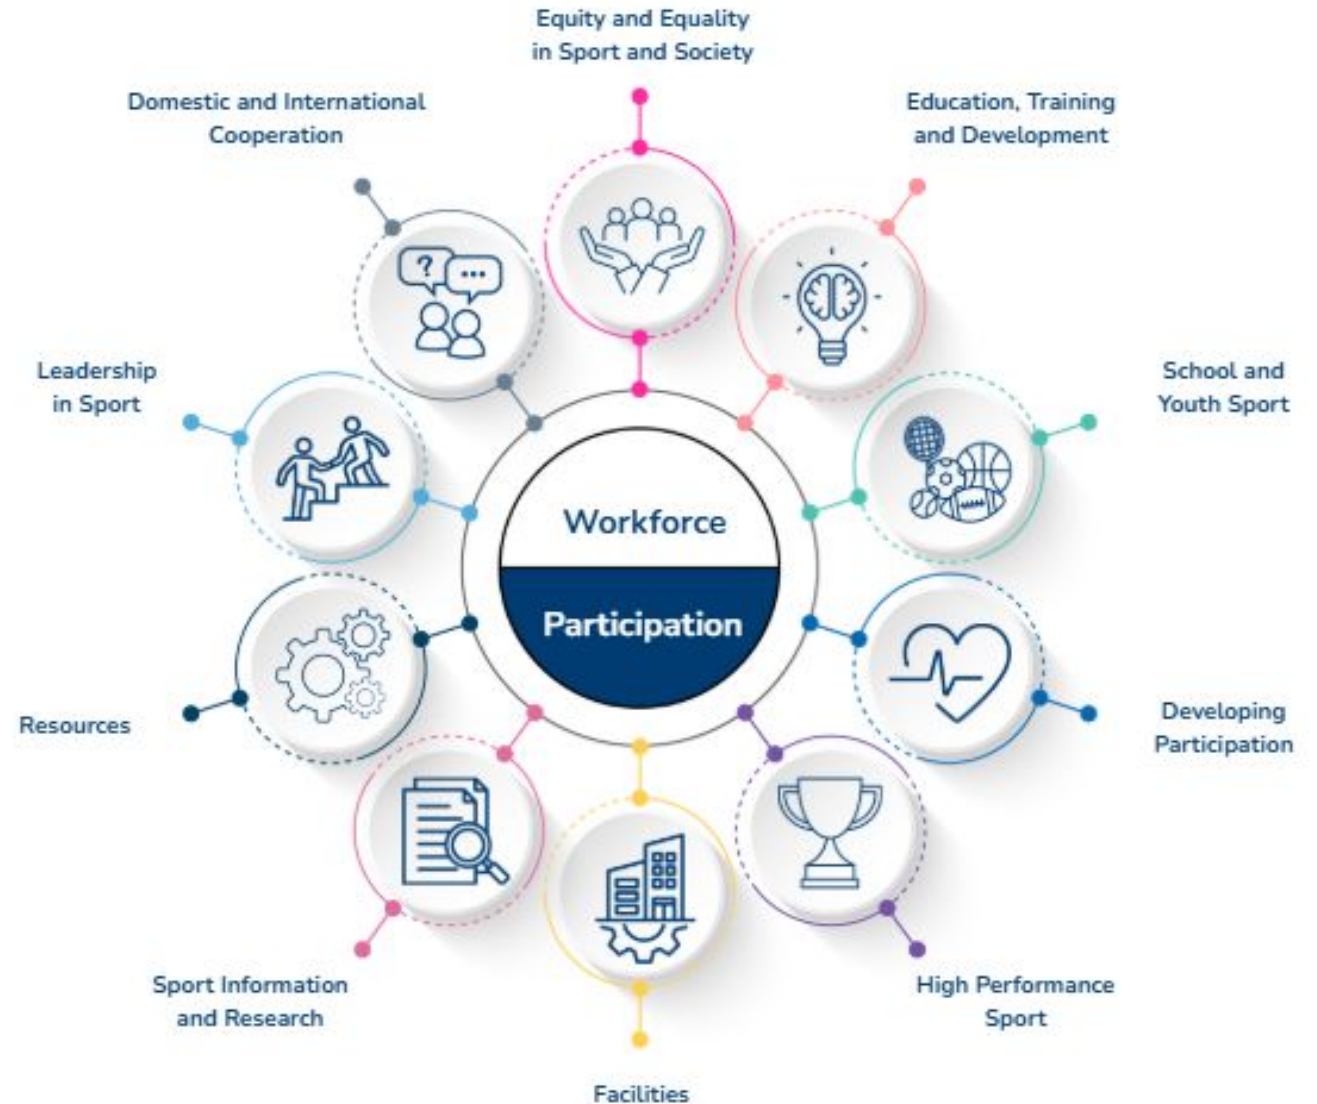 Equity and Equality
in Sport and Society
Domestic and International
Cooperation
Education, Training
and Development
?
...
Leadership
in Sport
School and
Youth Sport
Workforce
Participation
Resources
Developing
Participation
Sport Information
and Research
High Performance
Sport
Facilities